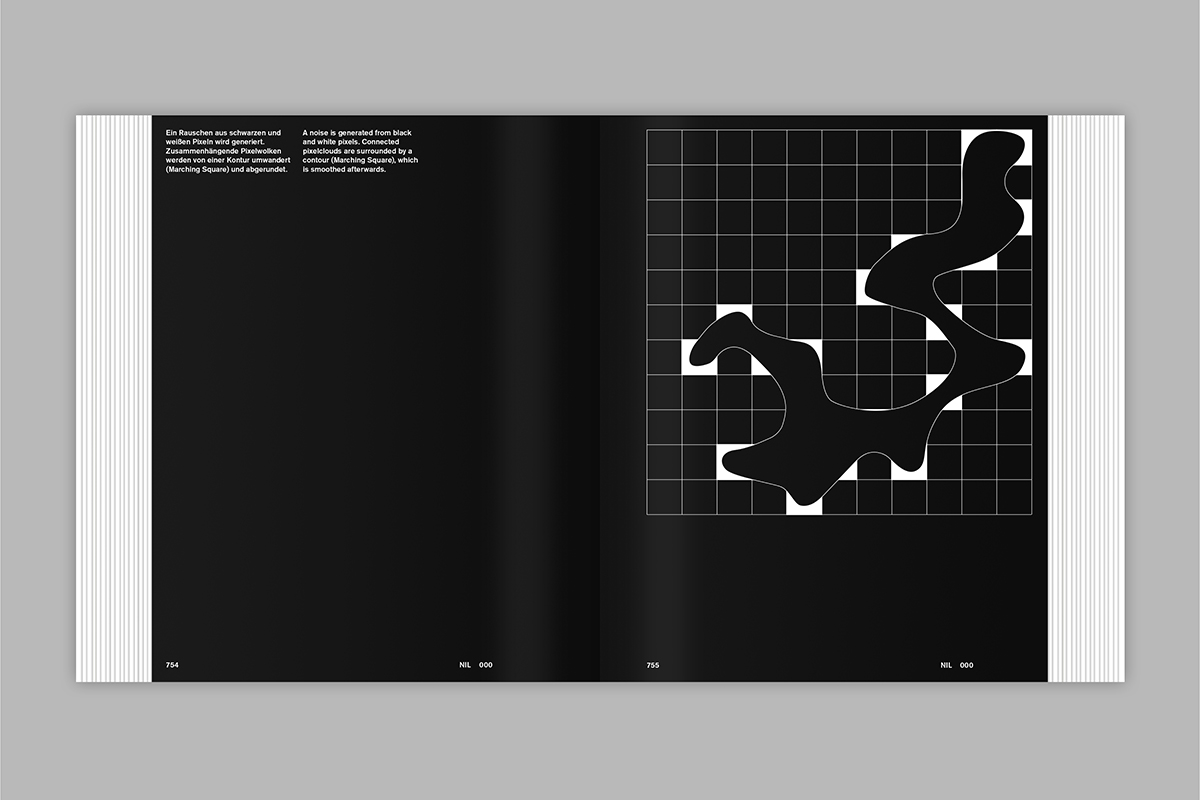 Ein Rauschen aus schwarzen und
weißen Pixeln wird generiert.
Zusammenhängende Pixelwolken
werden von einer Kontur umwandert
(Marching Square) und abgerundet.
A noise is generated from black
and white pixels. Connected
pixelclouds are surrounded by a
contour (Marching Square), which
is smoothed afterwards.
754
NIL 000
755
NIL 000